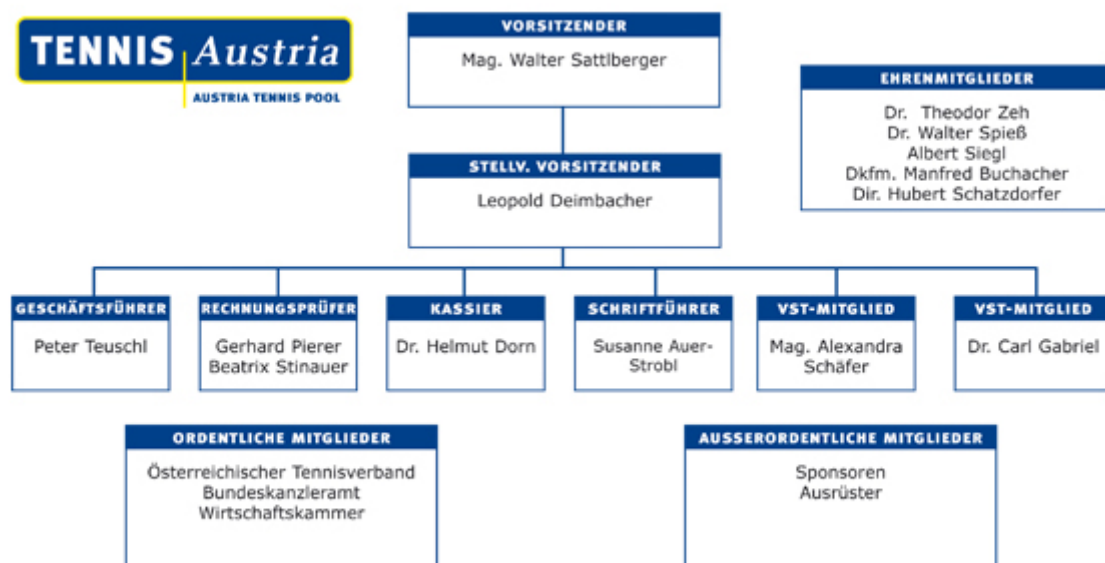 TENNIS Austria
AUSTRIA TENNIS POOL
VORSITZENDER
Mag. Walter Sattlberger
EHRENMITGLIEDER
Dr. Theodor Zeh
Dr. Walter Spieß
Albert Siegl
Dkfm. Manfred Buchacher
Dir. Hubert Schatzdorfer
STELLV. VORSITZENDER
Leopold Deimbacher
GESCHÄFTSFÜHRER
Peter Teuschl
RECHNUNGSPRÜFER
Gerhard Pierer
Beatrix Stinauer
KASSIER
Dr. Helmut Dorn
SCHRIFTFÜHRER
Susanne Auer-
Strobl
VST-MITGLIED
Mag. Alexandra
Schäfer
VST-MITGLIED
Dr. Carl Gabriel
ORDENTLICHE MITGLIEDER
Österreichischer Tennisverband
Bundeskanzleramt
Wirtschaftskammer
AUSSERORDENTLICHE MITGLIEDER
Sponsoren
Ausrüster